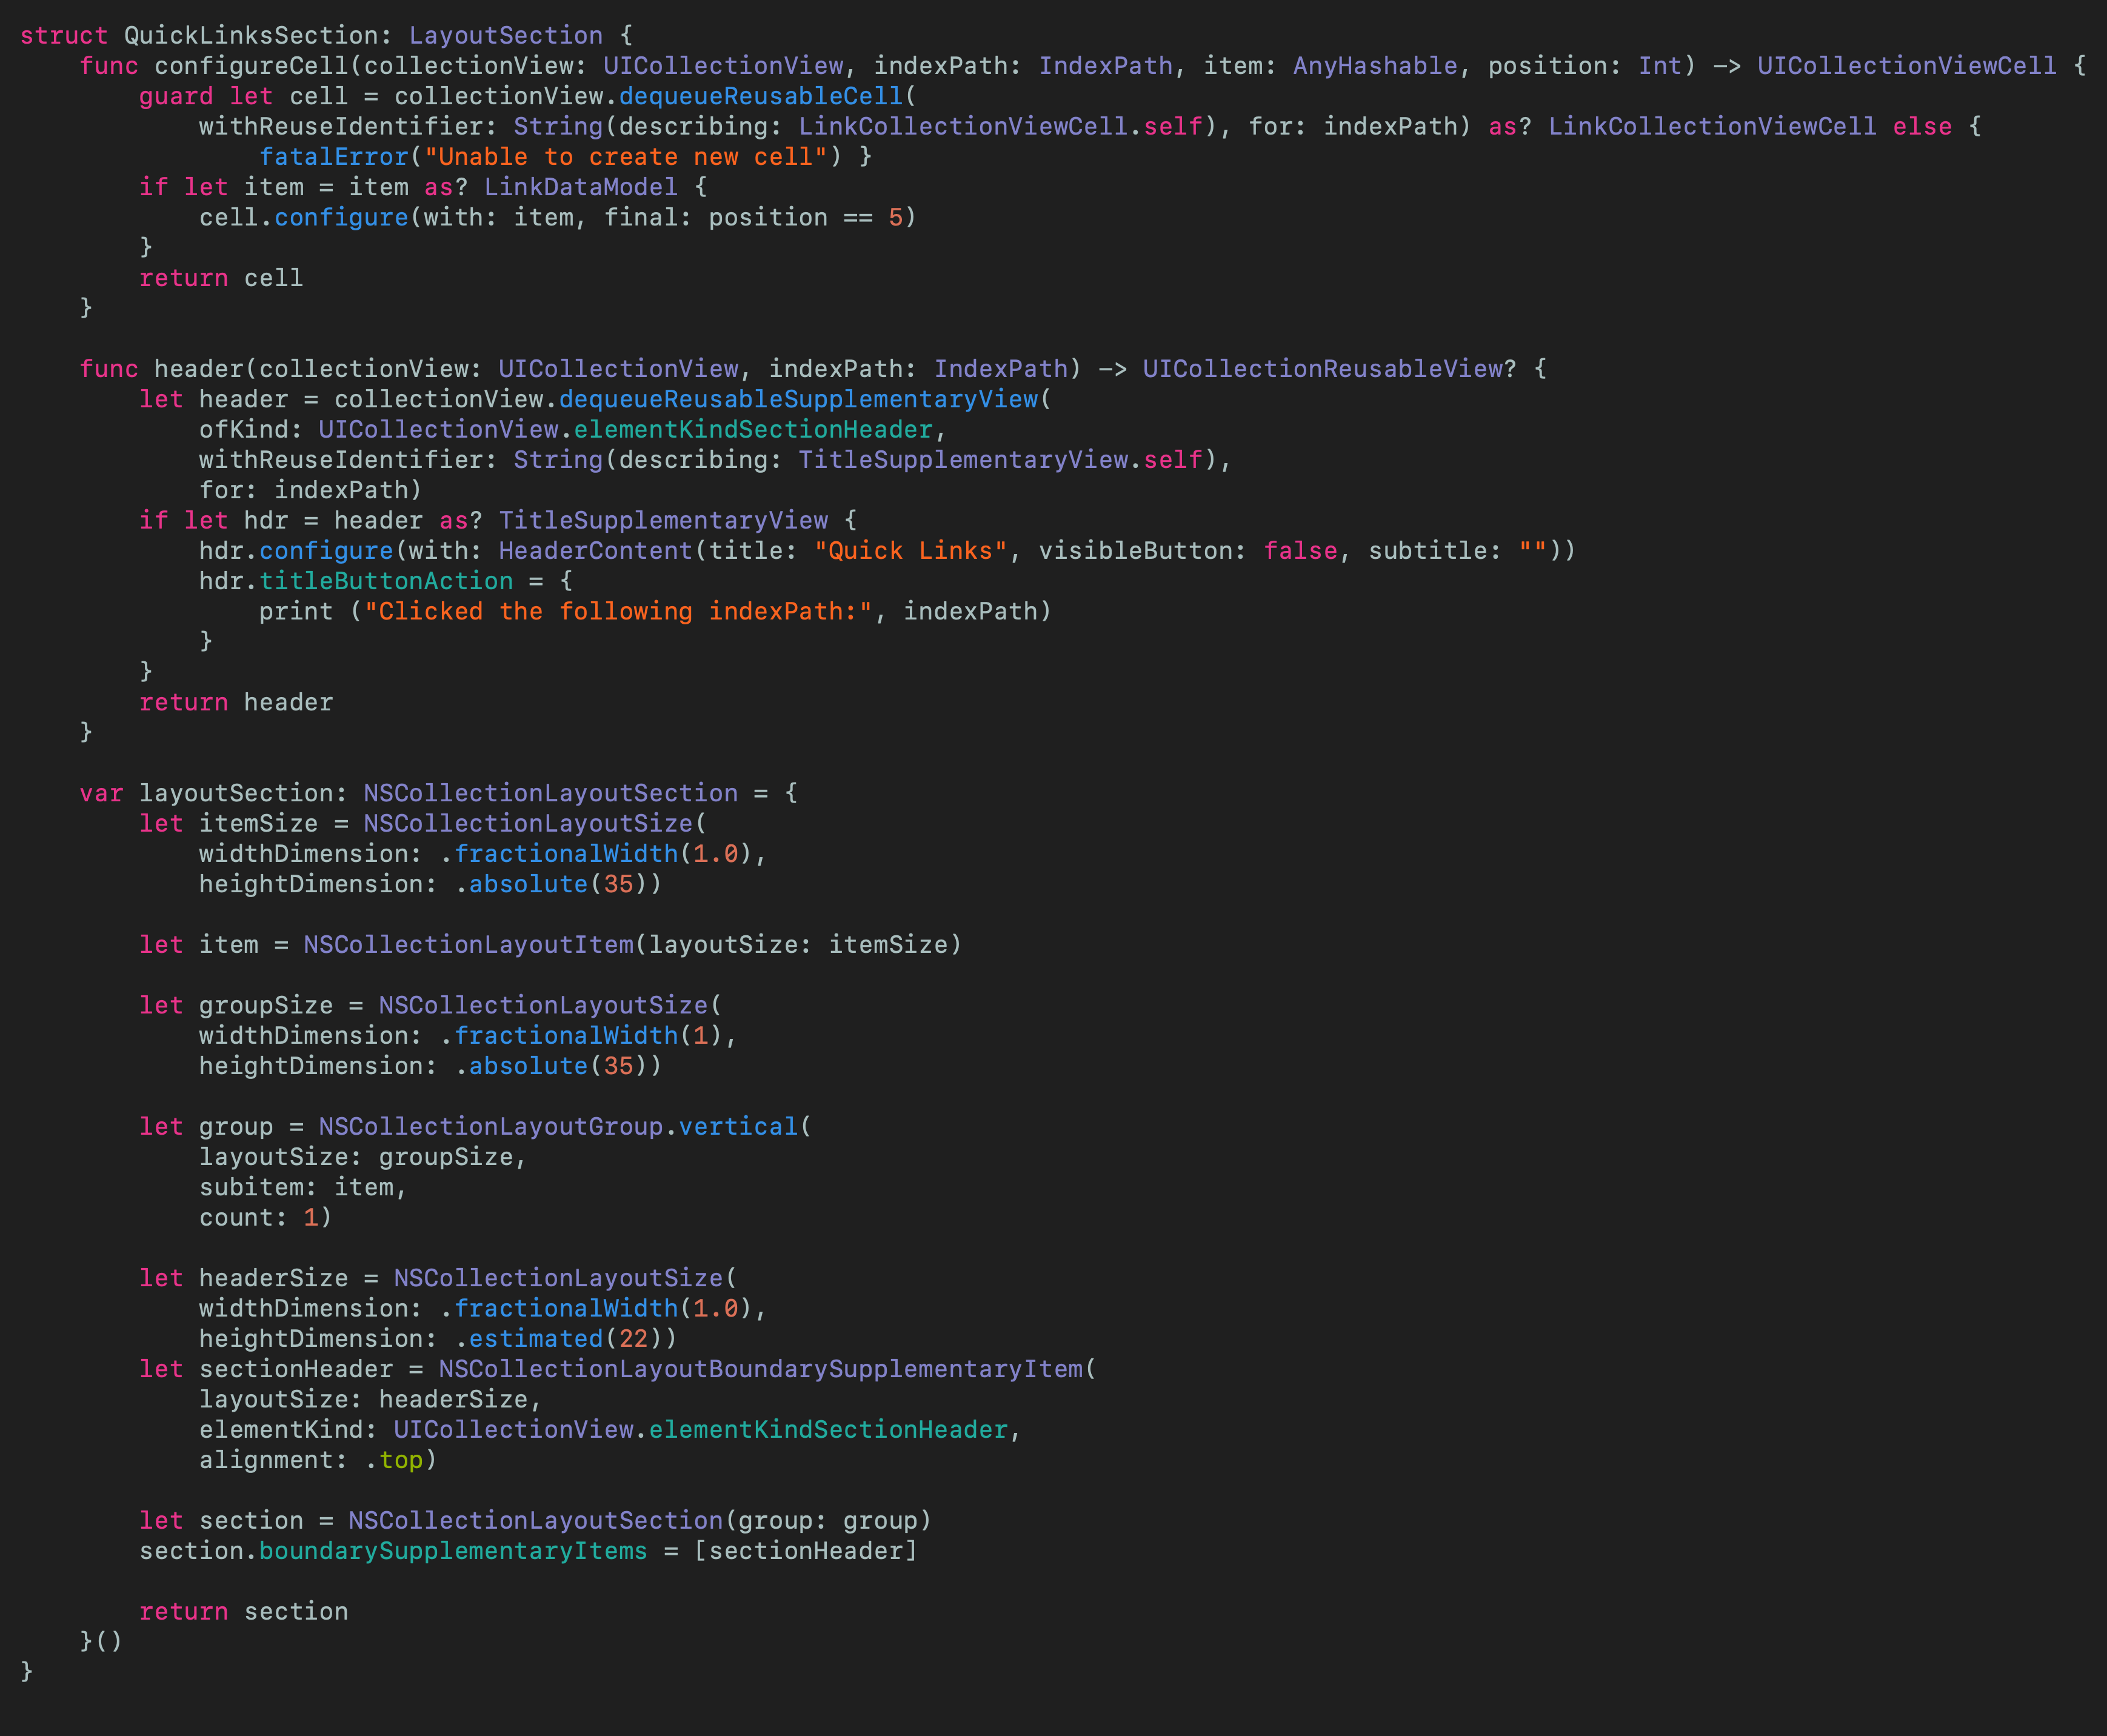 struct QuickLinksSection: LayoutSection {
    func configureCell(collectionView: UICollectionView, indexPath: IndexPath, item: AnyHashable, position: Int) -> UICollectionViewCell {
        guard let cell = collectionView.dequeueReusableCell(
            withReuseIdentifier: String(describing: LinkCollectionViewCell.self), for: indexPath) as? LinkCollectionViewCell else {
                fatalError("Unable to create new cell") }
        if let item = item as? LinkDataModel {
            cell.configure(with: item, final: position == 5)
        }
        return cell
    }

    func header(collectionView: UICollectionView, indexPath: IndexPath) -> UICollectionReusableView? {
        let header = collectionView.dequeueReusableSupplementaryView(
            ofKind: UICollectionView.elementKindSectionHeader,
            withReuseIdentifier: String(describing: TitleSupplementaryView.self),
            for: indexPath)
        if let hdr = header as? TitleSupplementaryView {
            hdr.configure(with: HeaderContent(title: "Quick Links", visibleButton: false, subtitle: ""))
            hdr.titleButtonAction = {
                print ("Clicked the following indexPath:", indexPath)
            }
        }
        return header
    }

    var layoutSection: NSCollectionLayoutSection = {
        let itemSize = NSCollectionLayoutSize(
            widthDimension: .fractionalWidth(1.0),
            heightDimension: .absolute(35))

        let item = NSCollectionLayoutItem(layoutSize: itemSize)

        let groupSize = NSCollectionLayoutSize(
            widthDimension: .fractionalWidth(1),
            heightDimension: .absolute(35))

        let group = NSCollectionLayoutGroup.vertical(
            layoutSize: groupSize,
            subitem: item,
            count: 1)

        let headerSize = NSCollectionLayoutSize(
            widthDimension: .fractionalWidth(1.0),
            heightDimension: .estimated(22))
        let sectionHeader = NSCollectionLayoutBoundarySupplementaryItem(
            layoutSize: headerSize,
            elementKind: UICollectionView.elementKindSectionHeader,
            alignment: .top)

        let section = NSCollectionLayoutSection(group: group)
        section.boundarySupplementaryItems = [sectionHeader]

        return section
    }()
}